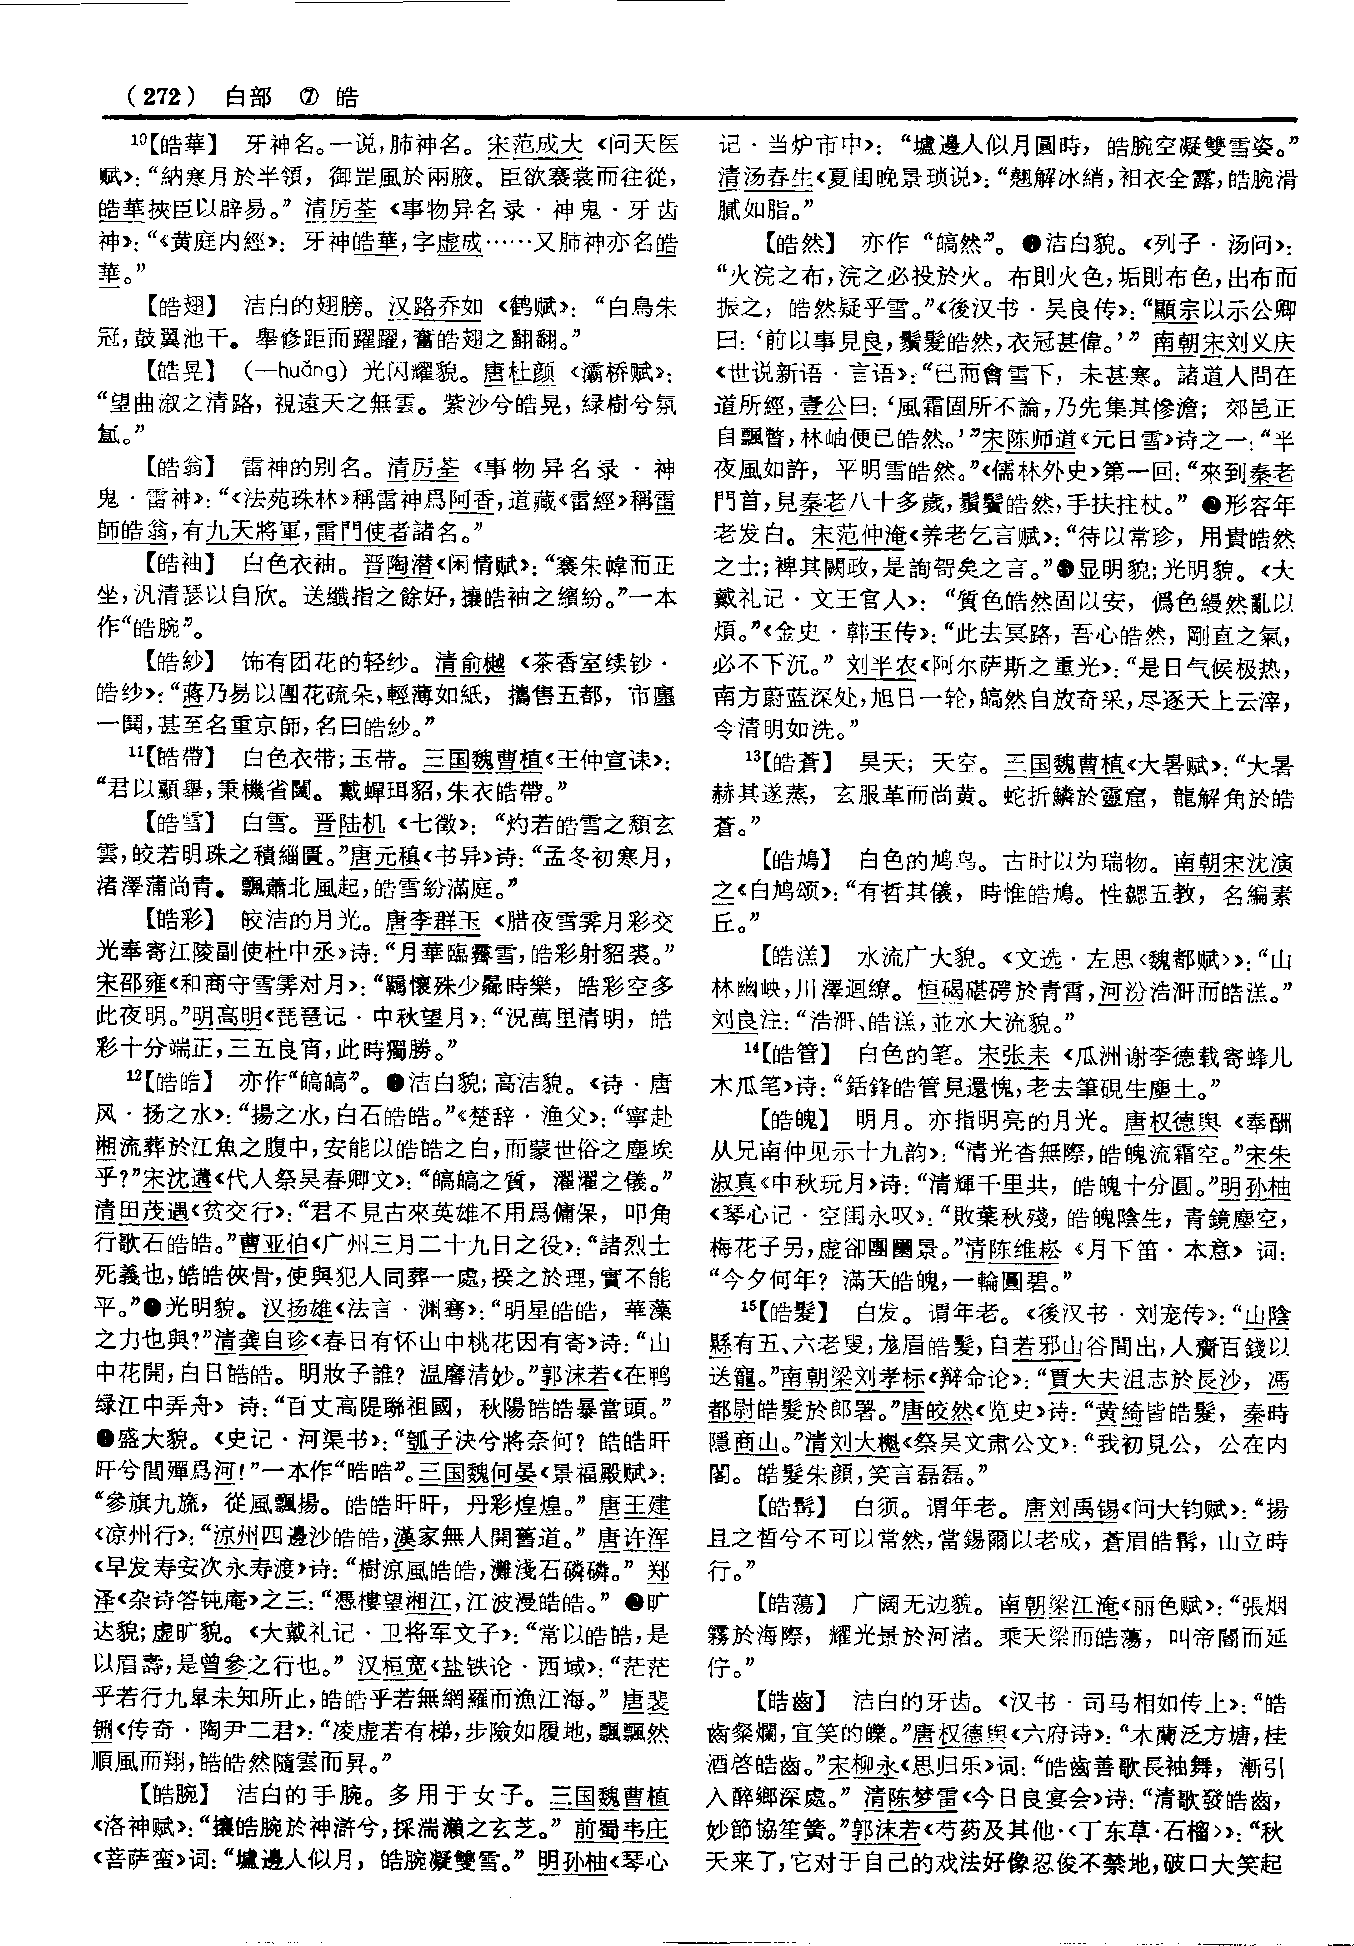 （272） 白部 ⑦ 皓
¹⁰【皓華】 牙神名。一说,肺神名。宋范成大《问天医
赋》：“納寒月於半領，御罡風於兩腋。臣欲褰裳而往從，
皓華挾臣以辟易。”清厉荃《事物异名录·神鬼·牙齿
神》：“《黄庭内經》：牙神皓華,字虚成……又肺神亦名皓
華。”
【皓翅】 洁白的翅膀。汉路乔如《鹤赋》：“白鳥朱
冠,鼓翼池干。舉修距而躍躍,奮皓翅之翻翻。”
【皓晃】 (—huǎng) 光闪耀貌。唐杜颜《灞桥赋》：
“望曲溆之清路，視遠天之無雲。紫沙兮皓晃，緑樹兮氛
氲。”
【皓翁】 雷神的别名。清厉荃《事物异名录·神
鬼·雷神》：“《法苑珠林》稱雷神爲阿香,道藏《雷經》稱雷
師皓翁,有九天將軍,雷門使者諸名。”
【皓袖】 白色衣袖。晋陶潜《闲情赋》：“褰朱幃而正
坐,汎清瑟以自欣。送纖指之餘好,攘皓袖之繽紛。”一本
作“皓腕”。
【皓紗】 饰有团花的轻纱。清俞樾《茶香室续钞·
皓纱》：“蔣乃易以團花疏朵,輕薄如紙，攜售五都，市廛
一鬨,甚至名重京師,名曰皓紗。”
¹¹【皓帶】 白色衣带；玉带。三国魏曹植《王仲宣诔》：
“君以顯舉,秉機省闥。戴蟬珥貂,朱衣皓帶。”
【皓雪】 白雪。晋陆机《七徵》：“灼若皓雪之頹玄
雲,皎若明珠之積緇匱。”唐元稹《书异》诗：“孟冬初寒月，
渚澤蒲尚青。飄蕭北風起,皓雪紛滿庭。”
【皓彩】 皎洁的月光。唐李群玉《腊夜雪霁月彩交
光奉寄江陵副使杜中丞》诗：“月華臨霽雪,皓彩射貂裘。”
宋邵雍《和商守雪霁对月》：“羈懷殊少曩時樂，皓彩空多
此夜明。”明高明《琵琶记·中秋望月》：“況萬里清明，皓
彩十分端正,三五良宵,此時獨勝。”
¹²【皓皓】 亦作“皜皜”。❶洁白貌；高洁貌。《诗·唐
风·扬之水》：“揚之水,白石皓皓。”《楚辞·渔父》：“寧赴
湘流葬於江魚之腹中,安能以皓皓之白,而蒙世俗之塵埃
乎?”宋沈遘《代人祭吴春卿文》：“皜皜之質，濯濯之儀。”
清田茂遇《贫交行》：“君不見古來英雄不用爲傭保，叩角
行歌石皓皓。”曹亚伯《广州三月二十九日之役》：“諸烈士
死義也,皓皓俠骨,使與犯人同葬一處,揆之於理,實不能
平。”❷光明貌。汉扬雄《法言·渊骞》：“明星皓皓，華藻
之力也與?”清龚自珍《春日有怀山中桃花因有寄》诗：“山
中花開,白日皓皓。明妝子誰？温馨清妙。”郭沫若《在鸭
绿江中弄舟》诗：“百丈高隄聯祖國，秋陽皓皓暴當頭。”
❸盛大貌。《史记·河渠书》：“瓠子決兮將奈何？皓皓旰
旰兮閭殫爲河!”一本作“晧晧”。三国魏何晏《景福殿赋》：
“參旗九旒，從風飄揚。皓皓旰旰，丹彩煌煌。”唐王建
《凉州行》：“涼州四邊沙皓皓,漢家無人開舊道。”唐许浑
《早发寿安次永寿渡》诗：“樹涼風皓皓,灘淺石磷磷。”郑
泽《杂诗答钝庵》之三：“憑樓望湘江,江波漫皓皓。”❹旷
达貌；虚旷貌。《大戴礼记·卫将军文子》：“常以皓皓,是
以眉壽,是曾参之行也。”汉桓宽《盐铁论·西域》：“茫茫
乎若行九皐未知所止,皓皓乎若無網羅而漁江海。”唐裴
铏《传奇·陶尹二君》：“凌虚若有梯,步險如履地,飄飄然
順風而翔,皓皓然隨雲而昇。”
【皓腕】 洁白的手腕。多用于女子。三国魏曹植
《洛神赋》：“攘皓腕於神滸兮,採湍瀨之玄芝。”前蜀韦庄
《菩萨蛮》词：“壚邊人似月，皓腕凝雙雪。”明孙柚《琴心
记·当炉市中》：“壚邊人似月圓時，皓腕空凝雙雪姿。”
清汤春生《夏闺晚景琐说》：“翹解冰綃,袒衣全露,皓腕滑
膩如脂。”
【皓然】 亦作“皜然”。❶洁白貌。《列子·汤问》：
“火浣之布,浣之必投於火。布則火色,垢則布色,出布而
振之，皓然疑乎雪。”《後汉书·吴良传》：“顯宗以示公卿
曰：‘前以事見良,鬚髮皓然,衣冠甚偉。’”南朝宋刘义庆
《世说新语·言语》：“已而會雪下，未甚寒。諸道人問在
道所經,壹公曰：‘風霜固所不論,乃先集其慘澹；郊邑正
自飄瞥,林岫便已皓然。’”宋陈师道《元日雪》诗之一：“半
夜風如許，平明雪皓然。”《儒林外史》第一回：“來到秦老
門首,見秦老八十多歲,鬚鬢皓然,手扶拄杖。”❷形容年
老发白。宋范仲淹《养老乞言赋》：“待以常珍，用貴皓然
之士；裨其闕政,是詢耇矣之言。”❸显明貌；光明貌。《大
戴礼记·文王官人》：“質色皓然固以安，僞色縵然亂以
煩。”《金史·韩玉传》：“此去冥路，吾心皓然，剛直之氣，
必不下沉。”刘半农《阿尔萨斯之重光》：“是日气候极热，
南方蔚蓝深处,旭日一轮,皜然自放奇采,尽逐天上云滓，
令清明如洗。”
¹³【皓蒼】 昊天；天空。三国魏曹植《大暑赋》：“大暑
赫其遂蒸，玄服革而尚黄。蛇折鱗於靈窟，龍解角於皓
蒼。”
【皓鳩】 白色的鸠鸟。古时以为瑞物。南朝宋沈演
之《白鸠颂》：“有哲其儀，時惟皓鳩。性勰五教，名編素
丘。”
【皓溔】 水流广大貌。《文选·左思〈魏都赋〉》：“山
林幽峡,川澤迴繚。恒碣碪𥔲於青霄,河汾浩涆而皓溔。”
刘良注：“浩涆、皓溔,並水大流貌。”
¹⁴【皓管】 白色的笔。宋张耒《瓜洲谢李德载寄蜂儿
木瓜笔》诗：“銛鋒皓管見還愧,老去筆硯生塵土。”
【皓魄】 明月。亦指明亮的月光。唐权德舆《奉酬
从兄南仲见示十九韵》：“清光杳無際,皓魄流霜空。”宋朱
淑真《中秋玩月》诗：“清輝千里共，皓魄十分圓。”明孙柚
《琴心记·空闺永叹》：“敗葉秋殘，皓魄陰生，青鏡塵空，
梅花子另,虚卻團圞景。”清陈维崧《月下笛·本意》词：
“今夕何年？滿天皓魄,一輪圓碧。”
¹⁵【皓髮】 白发。谓年老。《後汉书·刘宠传》：“山陰
縣有五、六老叟,尨眉皓髮,自若邪山谷間出,人齎百錢以
送寵。”南朝梁刘孝标《辩命论》：“賈大夫沮志於長沙，馮
都尉皓髮於郎署。”唐皎然《览史》诗：“黄綺皆皓髮，秦時
隱商山。”清刘大櫆《祭吴文肃公文》：“我初見公，公在内
閣。皓髮朱顔,笑言磊磊。”
【皓髯】 白须。谓年老。唐刘禹锡《问大钧赋》：“揚
且之晳兮不可以常然,當錫爾以老成，蒼眉皓髯，山立時
行。”
【皓蕩】 广阔无边貌。南朝梁江淹《丽色赋》：“張烟
霧於海際，耀光景於河渚。乘天梁而皓蕩，叫帝閽而延
佇。”
【皓齒】 洁白的牙齿。《汉书·司马相如传上》：“皓
齒粲爛,宜笑的皪。”唐权德舆《六府诗》：“木蘭泛方塘,桂
酒啓皓齒。”宋柳永《思归乐》词：“皓齒善歌長袖舞，漸引
入醉鄉深處。”清陈梦雷《今日良宴会》诗：“清歌發皓齒，
妙節協笙簧。”郭沫若《芍药及其他·〈丁东草·石榴〉》：“秋
天来了,它对于自己的戏法好像忍俊不禁地,破口大笑起